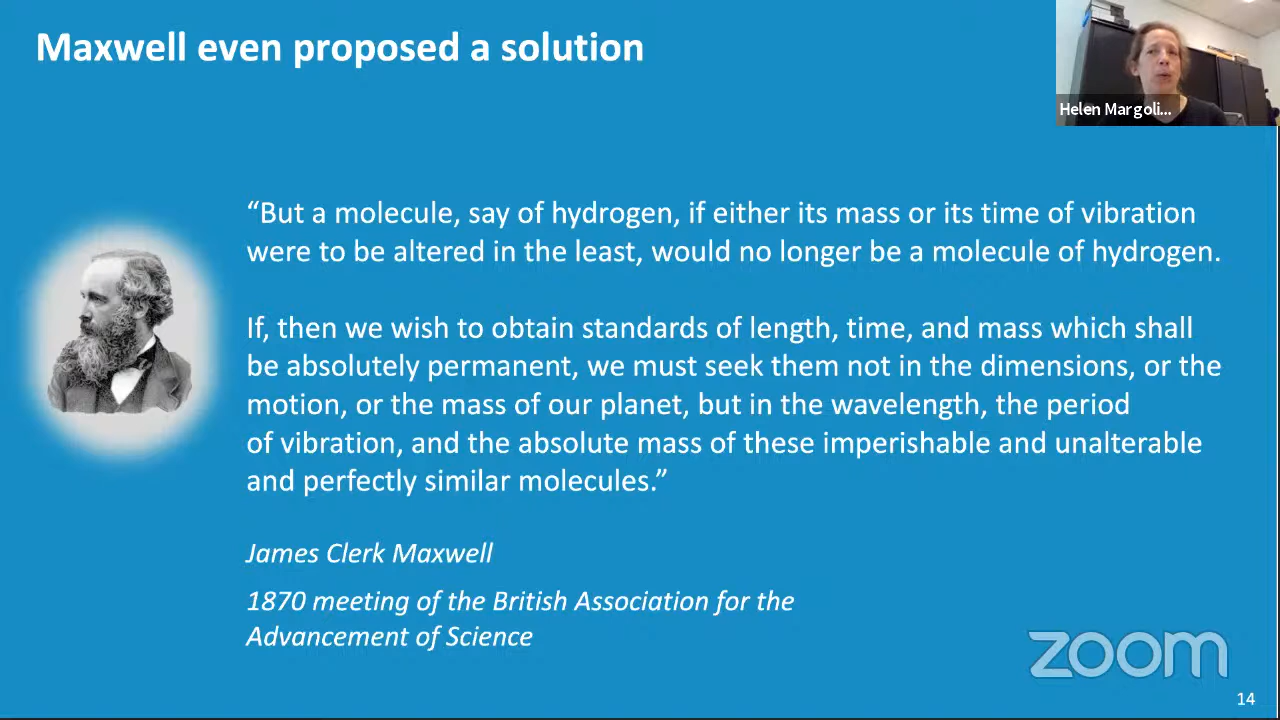 Maxwell even proposed a solution
Helen Margoli...
“But a molecule, say of hydrogen, if either its mass or its time of vibration
were to be altered in the least, would no longer be a molecule of hydrogen.
If, then we wish to obtain standards of length, time, and mass which shall
be absolutely permanent, we must seek them not in the dimensions, or the
motion, or the mass of our planet, but in the wavelength, the period
of vibration, and the absolute mass of these imperishable and unalterable
and perfectly similar molecules.”
James Clerk Maxwell
1870 meeting of the British Association for the
Advancement of Science
zoom
14